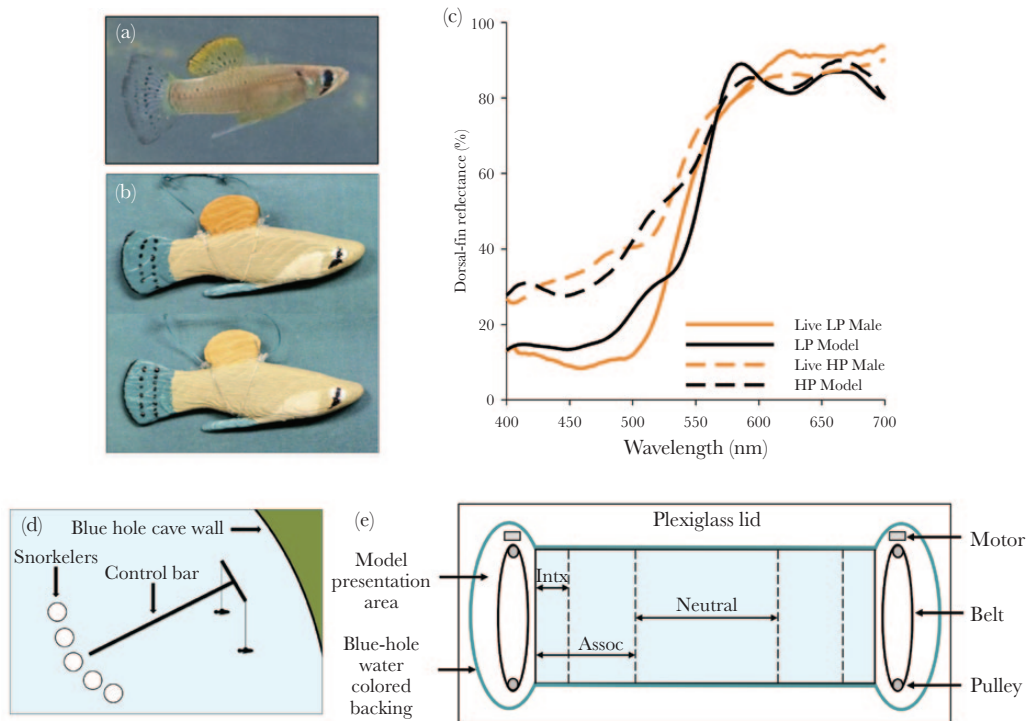 (a)
(b)
(c)
100
80
60
40
20
0
Dorsal-fin reflectance (%)
400
450
500
550
600
650
700
Wavelength (nm)
Live LP Male
LP Model
Live HP Male
HP Model
(d)
Blue hole cave wall
Snorkelers
Control bar
(e)
Plexiglass lid
Model
presentation
area
Blue-hole
water
colored
backing
Intx
Assoc
Neutral
Motor
Belt
Pulley